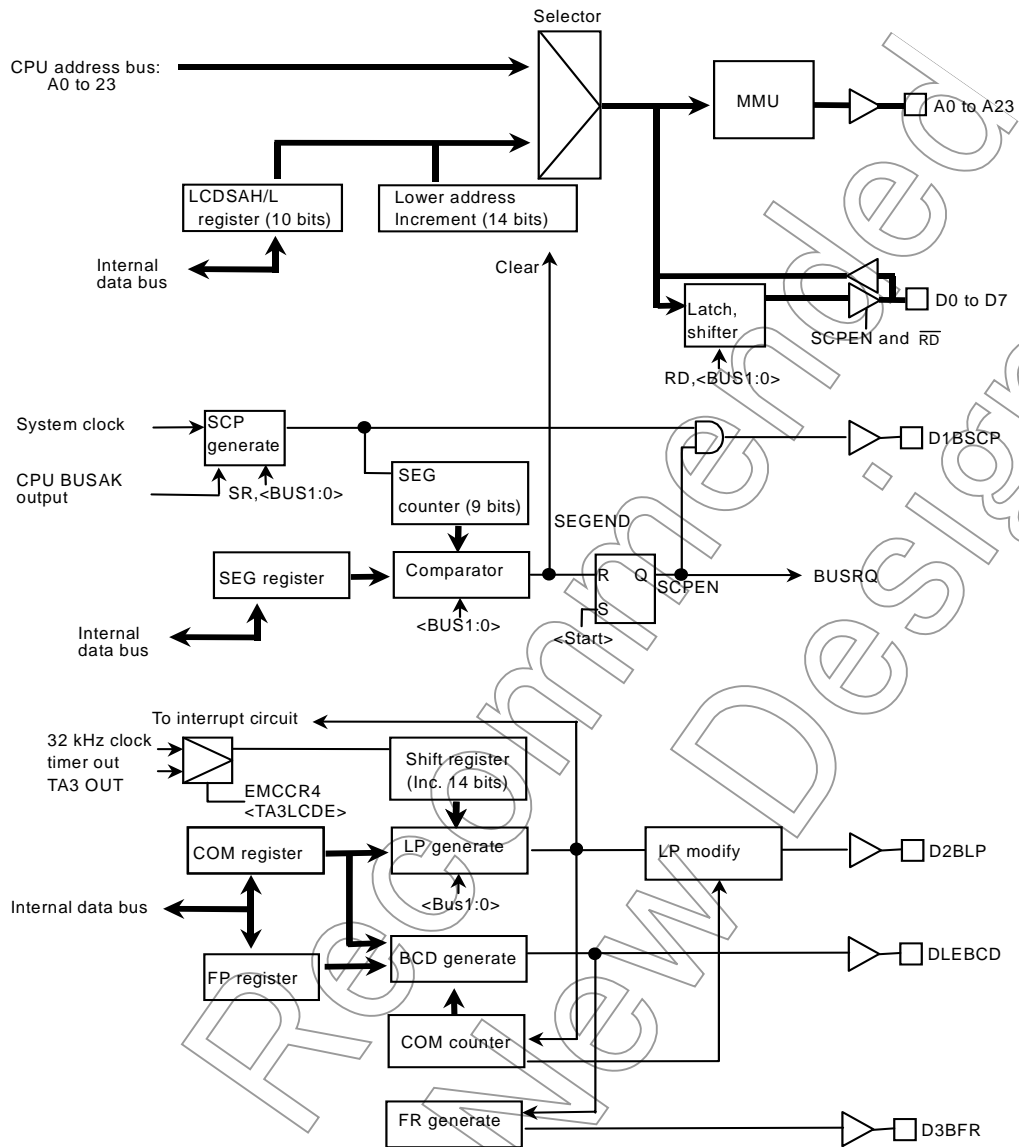 Selector
CPU address bus:
A0 to 23
MMU
A0 to A23
LCDSAH/L
register (10 bits)
Lower address
Increment (14 bits)
Internal
data bus
Clear
Latch,
shifter
D0 to D7
SCPEN and RD
RD,<BUS1:0>
System clock
SCP
generate
D1BSCP
CPU BUSAK
output
SR,<BUS1:0>
SEG
counter (9 bits)
SEGEND
SEG register
Comparator
R
Q
SCPEN
BUSRQ
S
<BUS1:0>
<Start>
Internal
data bus
To interrupt circuit
32 kHz clock
timer out
TA3 OUT
Shift register
(Inc. 14 bits)
EMCCR4
<TA3LCDE>
COM register
LP generate
LP modify
D2BLP
<Bus1:0>
Internal data bus
BCD generate
DLEBCD
FP register
COM counter
FR generate
D3BFR
Recommended
New Design